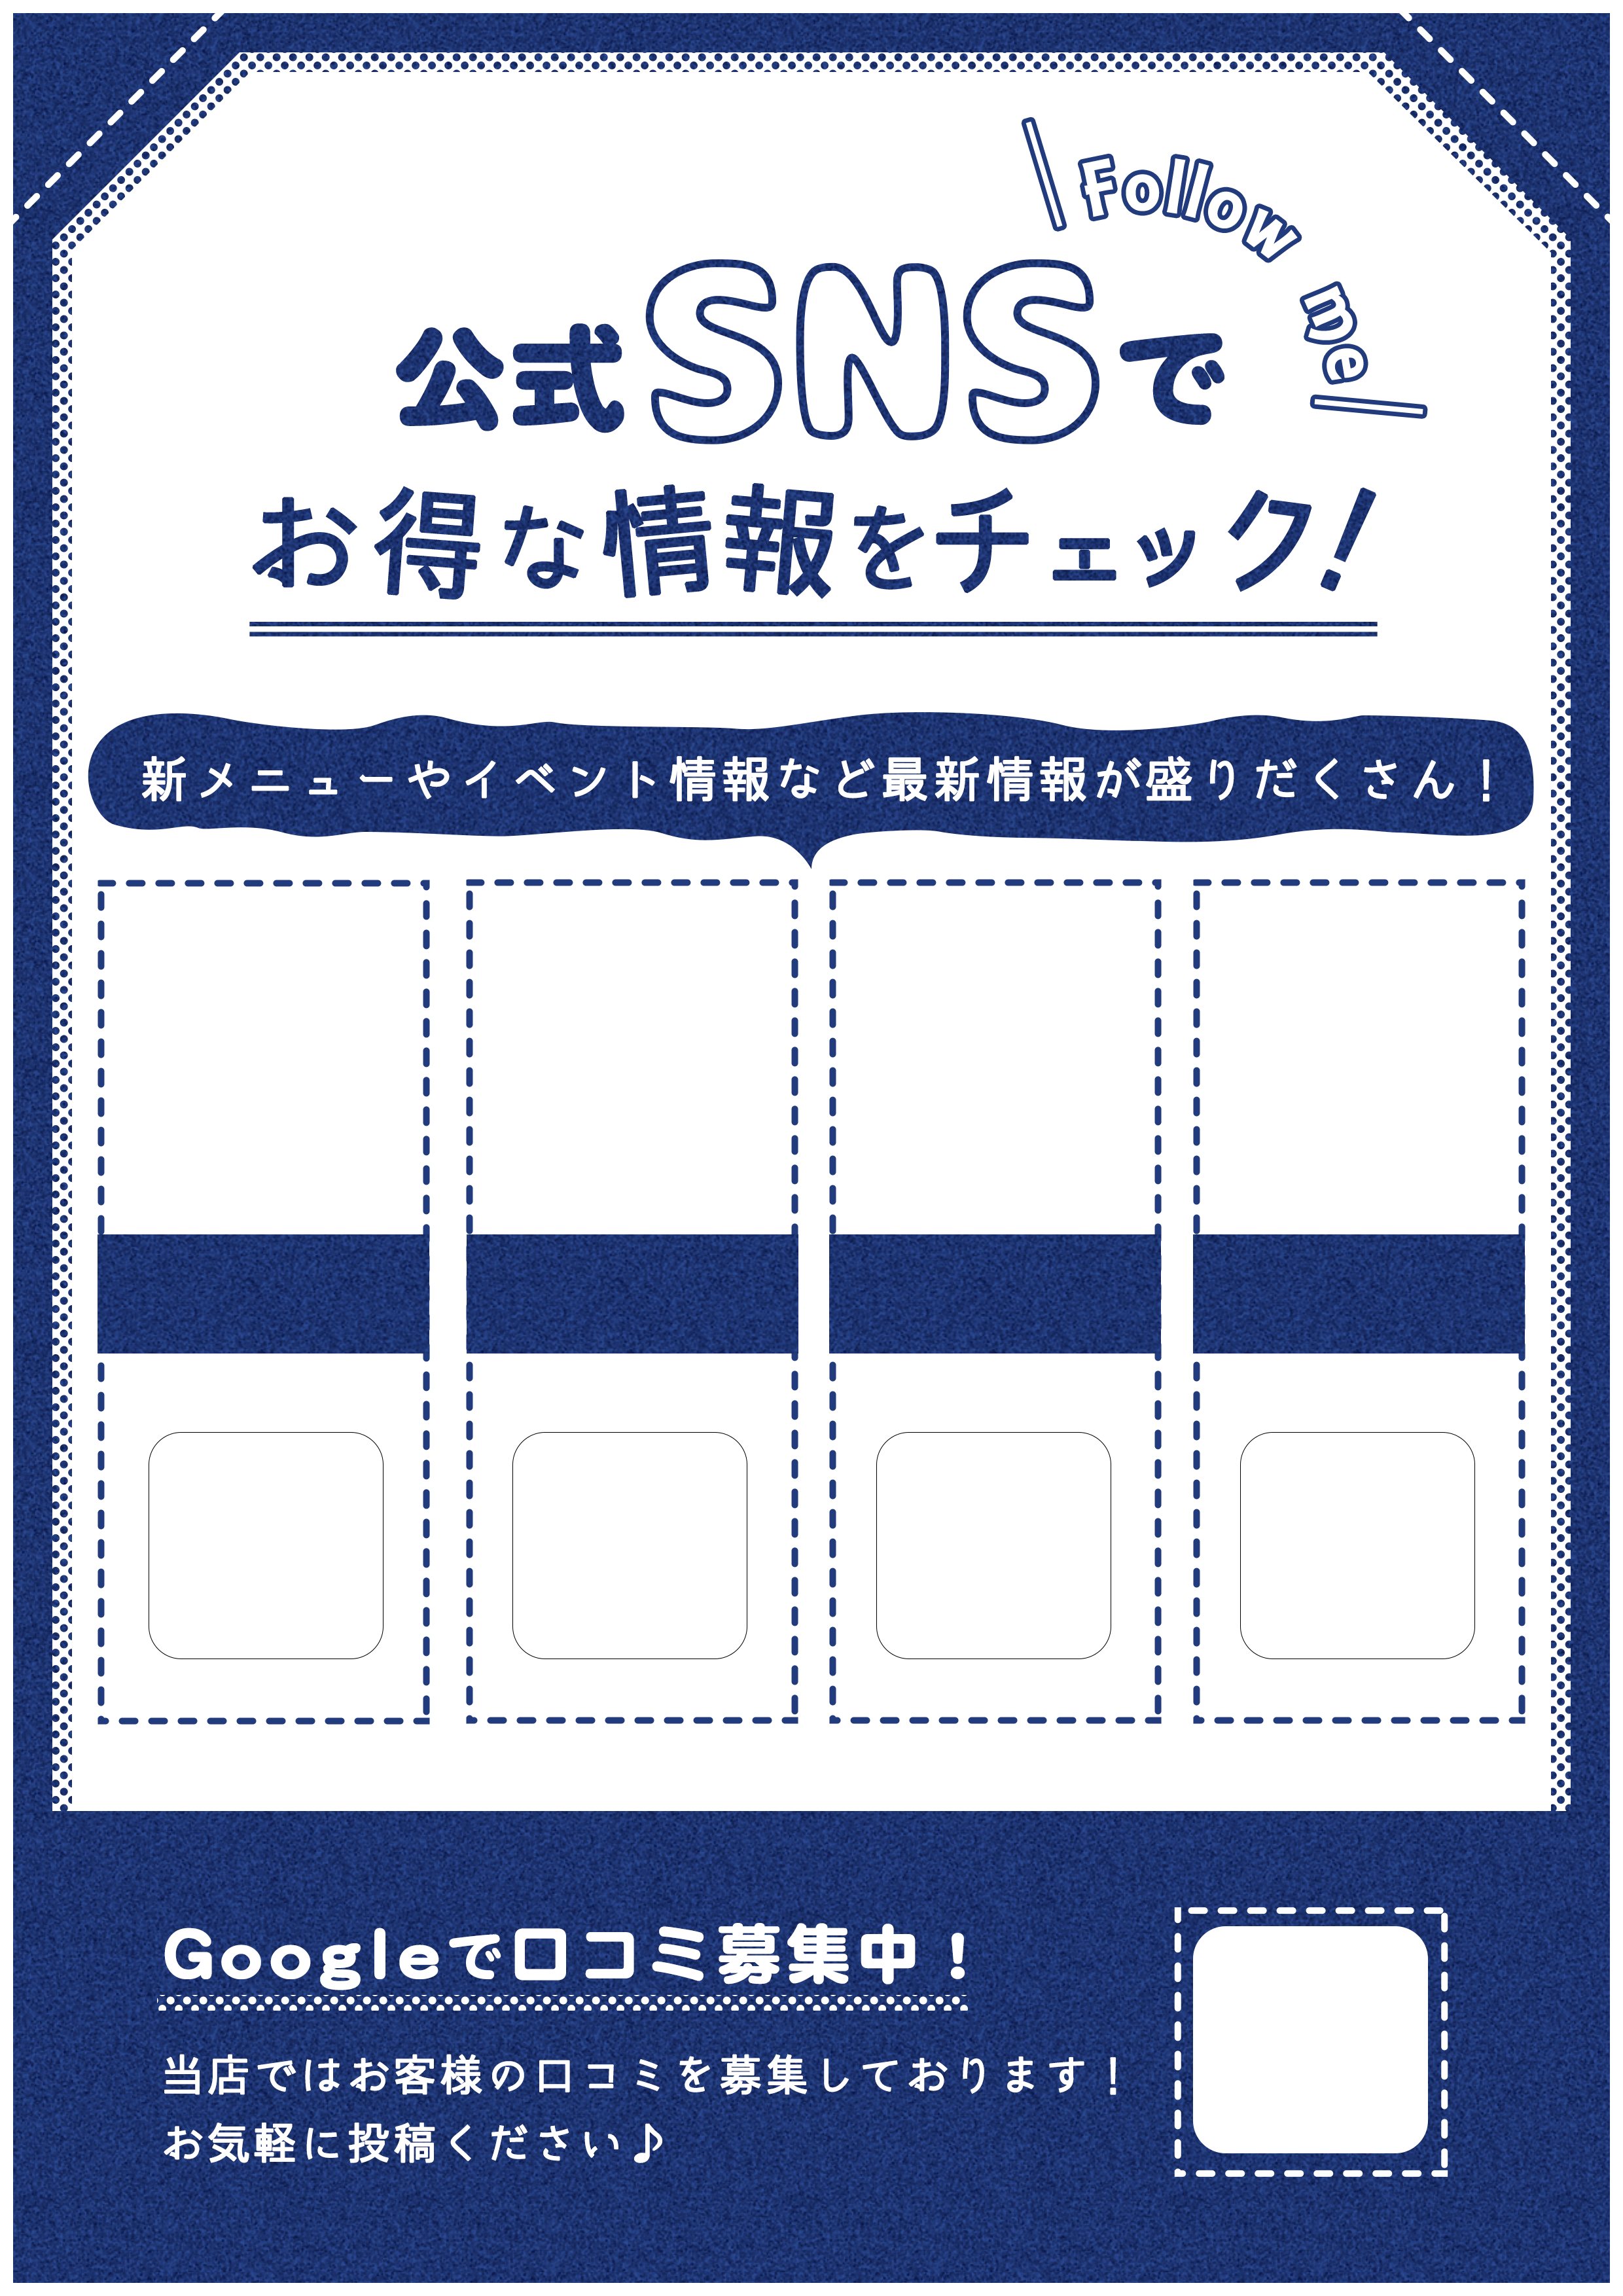 Follow me
公式SNSで
お得な情報をチェック!
新メニューやイベント情報など最新情報が盛りだくさん！
Googleで口コミ募集中！
当店ではお客様の口コミを募集しております！
お気軽に投稿ください♪